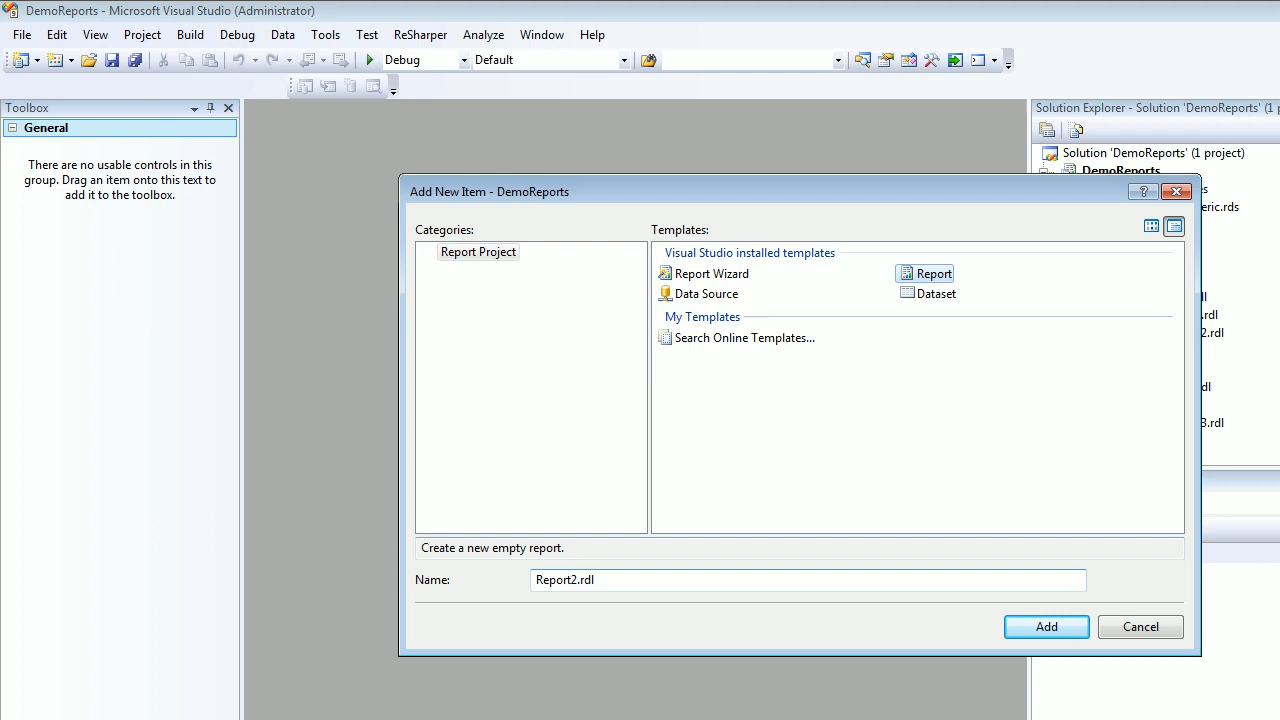 DemoReports - Microsoft Visual Studio (Administrator)
File Edit View Project Build Debug Data Tools Test ReSharper Analyze Window Help
Debug Default
Toolbox
General
There are no usable controls in this
group. Drag an item onto this text to
add it to the toolbox.
Solution Explorer - Solution 'DemoReports' (1 p
Solution 'DemoReports' (1 project)
DemoReports
es
eric.rds
.rdl
2.rdl
dl
3.rdl
Add New Item - DemoReports
Categories:
Report Project
Templates:
Visual Studio installed templates
Report Wizard Report
Data Source Dataset
My Templates
Search Online Templates...
Create a new empty report.
Name: Report2.rdl
Add Cancel